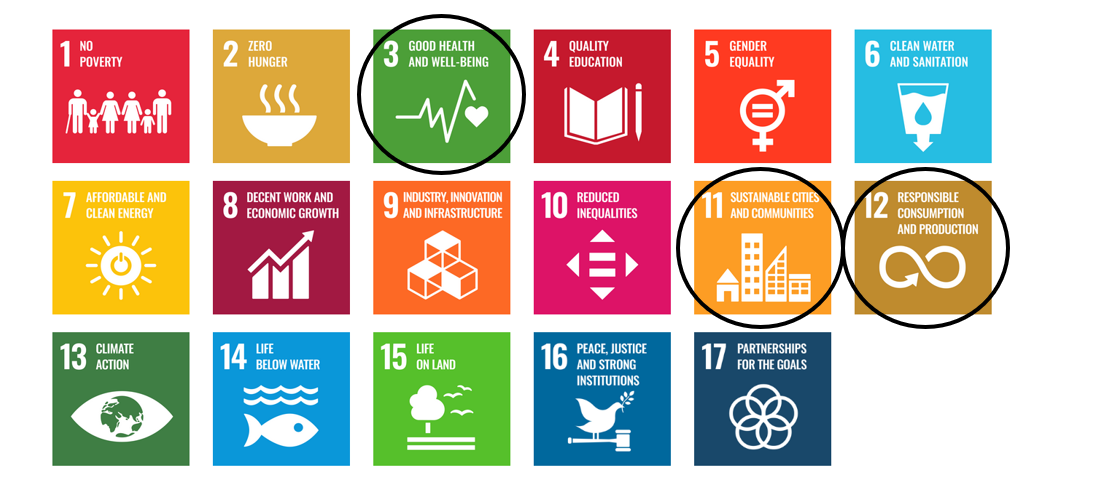 1 NO
POVERTY
2 ZERO
HUNGER
3 GOOD HEALTH
AND WELL-BEING
4 QUALITY
EDUCATION
5 GENDER
EQUALITY
6 CLEAN WATER
AND SANITATION
7 AFFORDABLE AND
CLEAN ENERGY
8 DECENT WORK AND
ECONOMIC GROWTH
9 INDUSTRY, INNOVATION
AND INFRASTRUCTURE
10 REDUCED
INEQUALITIES
11 SUSTAINABLE CITIES
AND COMMUNITIES
12 RESPONSIBLE
CONSUMPTION
AND PRODUCTION
13 CLIMATE
ACTION
14 LIFE
BELOW WATER
15 LIFE
ON LAND
16 PEACE, JUSTICE
AND STRONG
INSTITUTIONS
17 PARTNERSHIPS
FOR THE GOALS